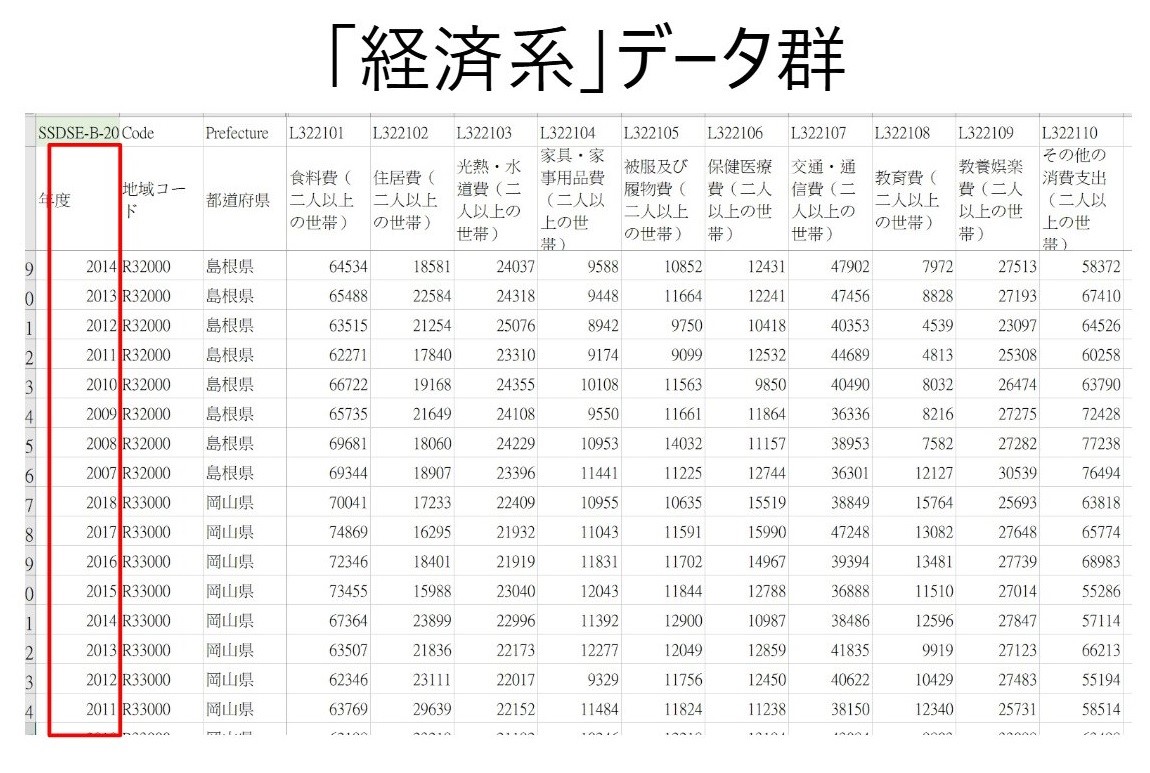 「経済系」データ群
SSDSE-B-20 Code Prefecture L322101 L322102 L322103 L322104 L322105 L322106 L322107 L322108 L322109 L322110
年度 地域コード 都道府県 食料費(二人以上の世帯) 住居費(二人以上の世帯) 光熱・水道費(二人以上の世帯) 家具・家事用品費(二人以上の世帯) 被服及び履物費(二人以上の世帯) 保健医療費(二人以上の世帯) 交通・通信費(二人以上の世帯) 教育費(二人以上の世帯) 教養娯楽費(二人以上の世帯) その他の消費支出(二人以上の世帯)
9 2014 R32000 島根県 64534 18581 24037 9588 10852 12431 47902 7972 27513 58372
0 2013 R32000 島根県 65488 22584 24318 9448 11664 12241 47456 8828 27193 67410
1 2012 R32000 島根県 63515 21254 25076 8942 9750 10418 40353 4539 23097 64526
2 2011 R32000 島根県 62271 17840 23310 9174 9099 12532 44689 4813 25308 60258
3 2010 R32000 島根県 66722 19168 24355 10108 11563 9850 40490 8032 26474 63790
4 2009 R32000 島根県 65735 21649 24108 9550 11661 11864 36336 8216 27275 72428
5 2008 R32000 島根県 69681 18060 24229 10953 14032 11157 38953 7582 27282 77238
6 2007 R32000 島根県 69344 18907 23396 11441 11225 12744 36301 12127 30539 76494
7 2018 R33000 岡山県 70041 17233 22409 10955 10635 15519 38849 15764 25693 63818
8 2017 R33000 岡山県 74869 16295 21932 11043 11591 15990 47248 13082 27648 65774
9 2016 R33000 岡山県 72346 18401 21919 11831 11702 14967 39394 13481 27739 68983
0 2015 R33000 岡山県 73455 15988 23040 12043 11844 12788 36888 11510 27014 55286
1 2014 R33000 岡山県 67364 23899 22996 11392 12900 10987 38486 12596 27847 57114
2 2013 R33000 岡山県 63507 21836 22173 12277 12049 12859 41835 9919 27123 66213
3 2012 R33000 岡山県 62346 23111 22017 9329 11756 12450 40622 10429 27483 55194
4 2011 R33000 岡山県 63769 29639 22152 11484 11824 11238 38150 12340 25731 58514